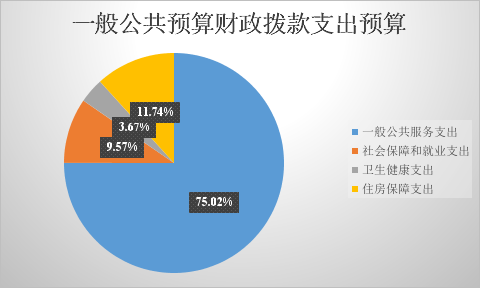 一般公共预算财政拨款支出预算
11.74%
3.67%
9.57%
75.02%
一般公共服务支出
社会保障和就业支出
卫生健康支出
住房保障支出